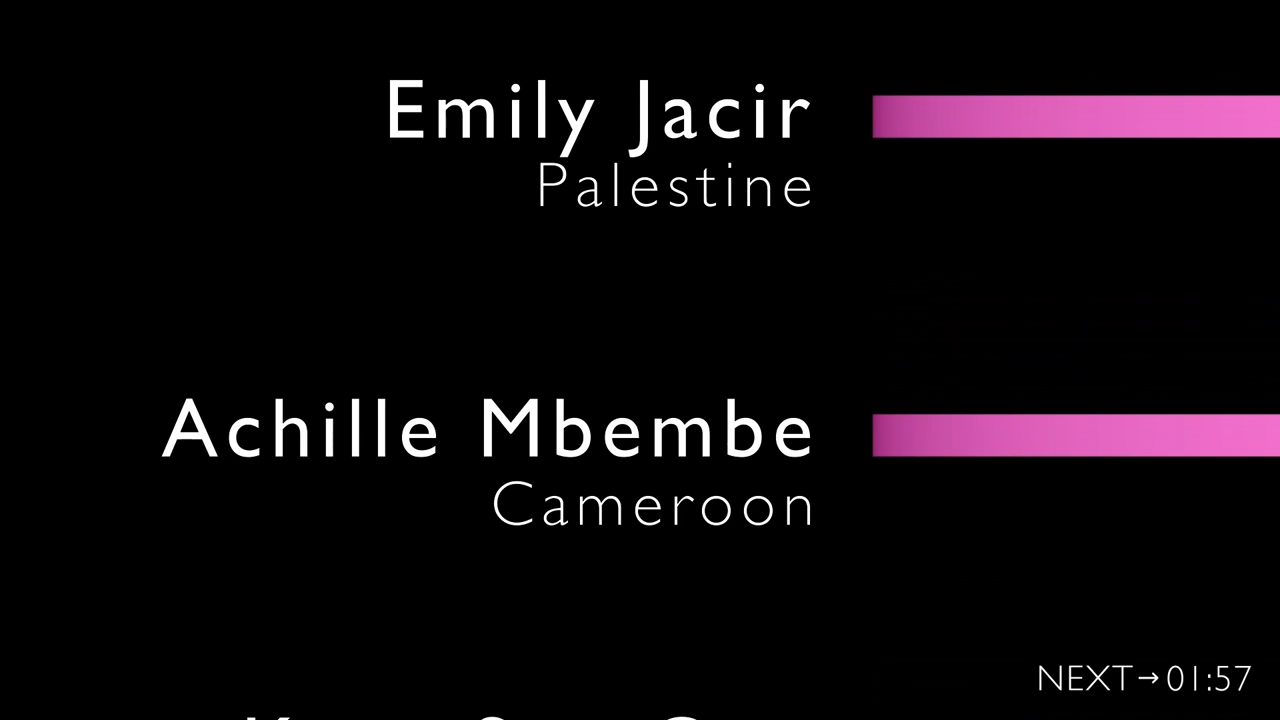 Emily Jacir
Palestine
Achille Mbembe
Cameroon
NEXT→01:57